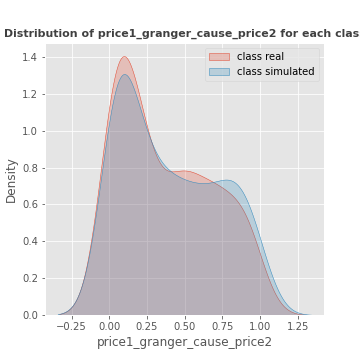 Distribution of price1_granger_cause_price2 for each clas
class real
class simulated
1.4
1.2
1.0
0.8
0.6
0.4
0.2
0.0
Density
−0.25 0.00 0.25 0.50 0.75 1.00 1.25
price1_granger_cause_price2